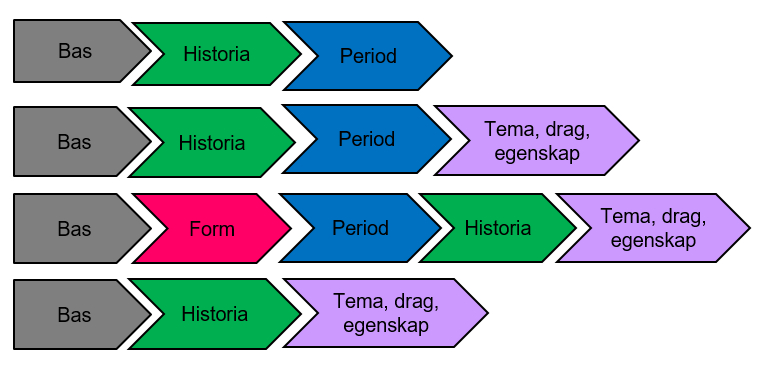 Bas Historia Period
Bas Historia Period Tema, drag,
egenskap
Bas Form Period Historia Tema, drag,
egenskap
Bas Historia Tema, drag,
egenskap